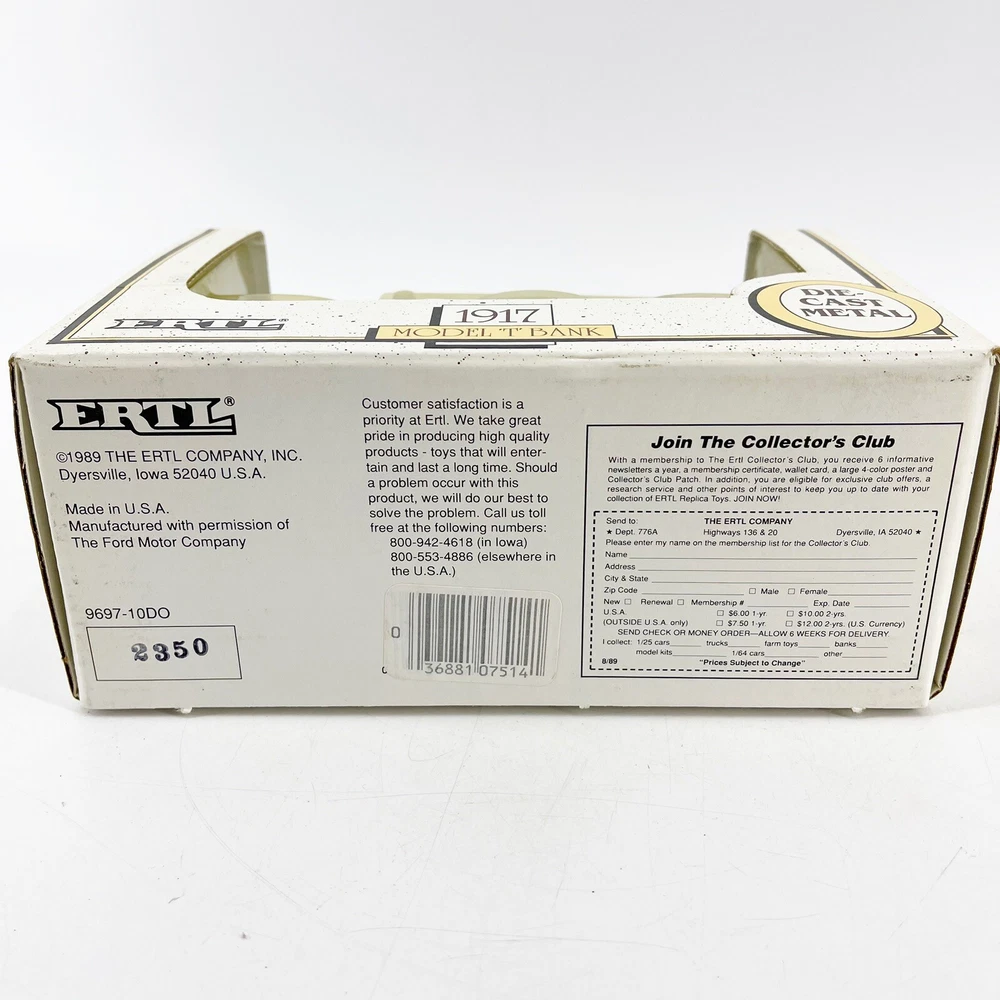 ERTL®
1917
MODEL "T" BANK
DIE-
CAST
METAL
ERTL®
©1989 THE ERTL COMPANY, INC.
Dyersville, Iowa 52040 U.S.A.
Made in U.S.A.
Manufactured with permission of
The Ford Motor Company
9697-10DO
2350
Customer satisfaction is a
priority at Ertl. We take great
pride in producing high quality
products - toys that will enter-
tain and last a long time. Should
a problem occur with this
product, we will do our best to
solve the problem. Call us toll
free at the following numbers:
800-942-4618 (in Iowa)
800-553-4886 (elsewhere in
the U.S.A.)
0
36881 07514
Join The Collector's Club
With a membership to The Ertl Collector's Club, you receive 6 informative
newsletters a year, a membership certificate, wallet card, a large 4-color poster and
Collector's Club Patch. In addition, you are eligible for exclusive club offers, a
research service and other points of interest to keep you up to date with your
collection of ERTL Replica Toys. JOIN NOW!
Send to: THE ERTL COMPANY
★ Dept. 776A Highways 136 & 20 Dyersville, IA 52040 ★
Please enter my name on the membership list for the Collector's Club.
Name
Address
City & State
Zip Code □ Male □ Female
New □ Renewal □ Membership # Exp. Date
U.S.A. □ $6.00 1-yr. □ $10.00 2-yrs.
(OUTSIDE U.S.A. only) □ $7.50 1-yr. □ $12.00 2-yrs. (U.S. Currency)
SEND CHECK OR MONEY ORDER—ALLOW 6 WEEKS FOR DELIVERY
I collect: 1/25 cars trucks farm toys banks
model kits 1/64 cars other
8/89 "Prices Subject to Change"